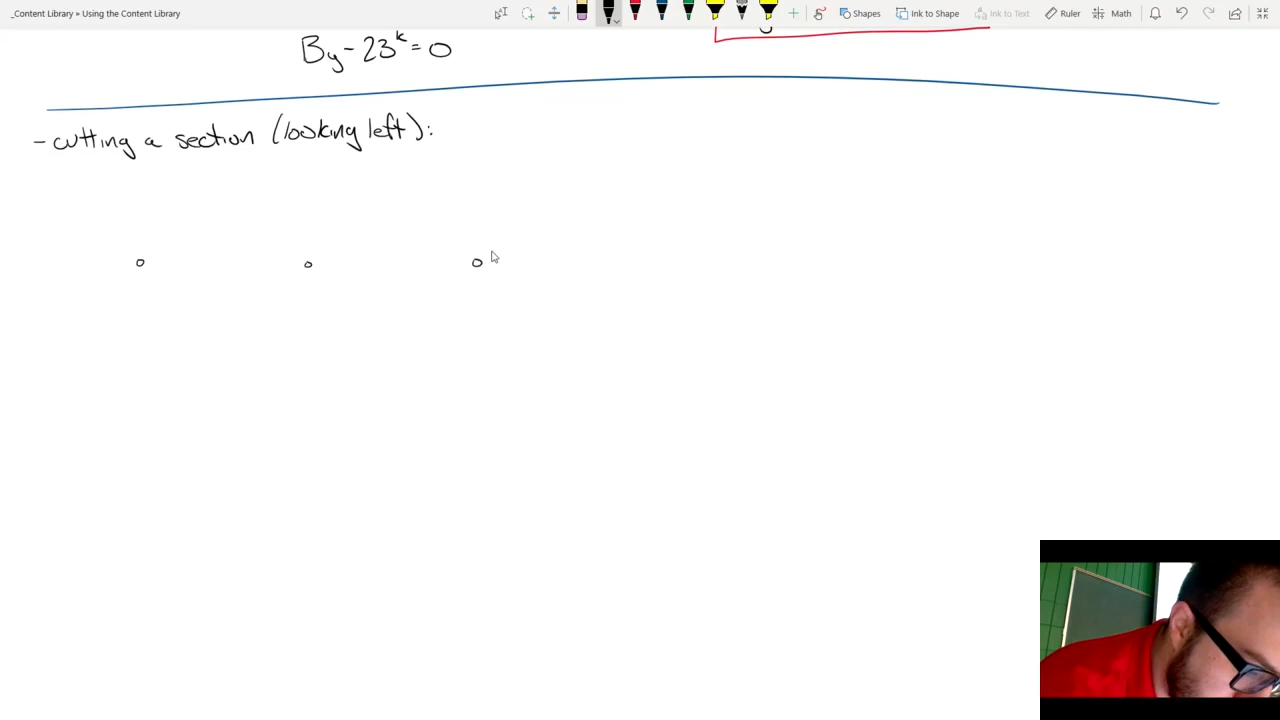 _Content Library » Using the Content Library
Shapes
Ink to Shape
Ink to Text
Ruler
Math
By - 23ᵏ = 0
- cutting a section (looking left):